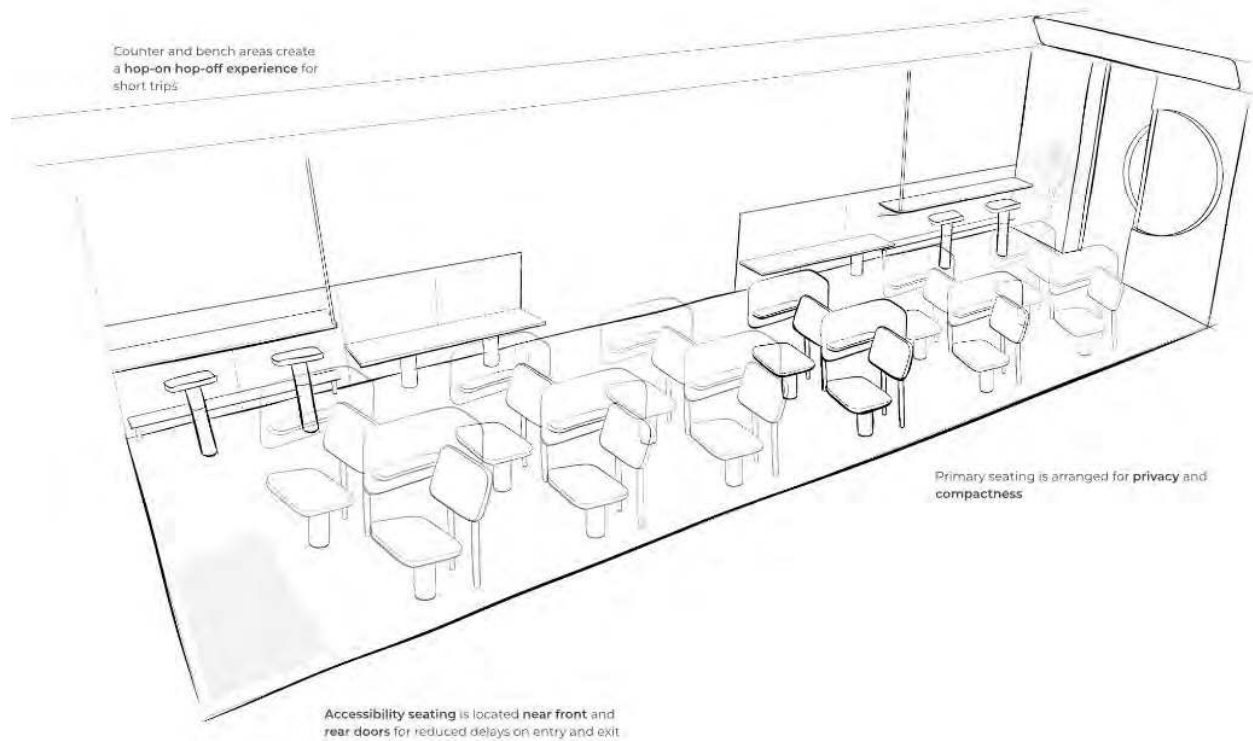 Counter and bench areas create
a hop-on hop-off experience for
short trips
Primary seating is arranged for privacy and
compactness
Accessibility seating is located near front and
rear doors for reduced delays on entry and exit